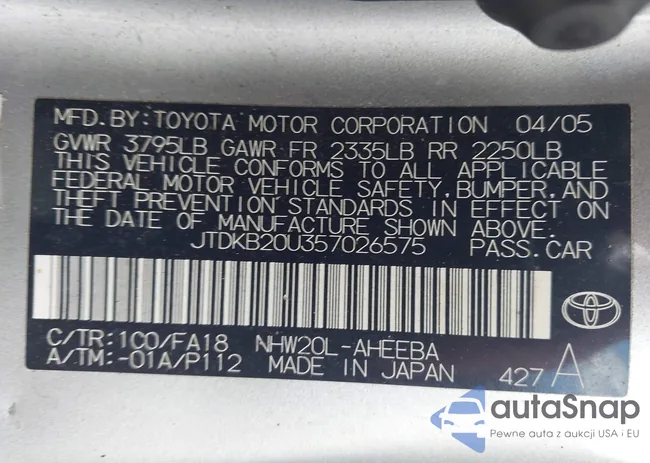 MFD.BY:TOYOTA MOTOR CORPORATION 04/05
GVWR 3795LB GAWR FR 2335LB RR 2250LB
THIS VEHICLE CONFORMS TO ALL APPLICABLE
FEDERAL MOTOR VEHICLE SAFETY,BUMPER,AND
THEFT PREVENTION STANDARDS IN EFFECT ON
THE DATE OF MANUFACTURE SHOWN ABOVE.
JTDKB20U357026575 PASS.CAR
C/TR:1C0/FA18 NHW20L-AHEEBA
A/TM:-01A/P112 MADE IN JAPAN 427 A
autaSnap
Pewne auta z aukcji USA i EU